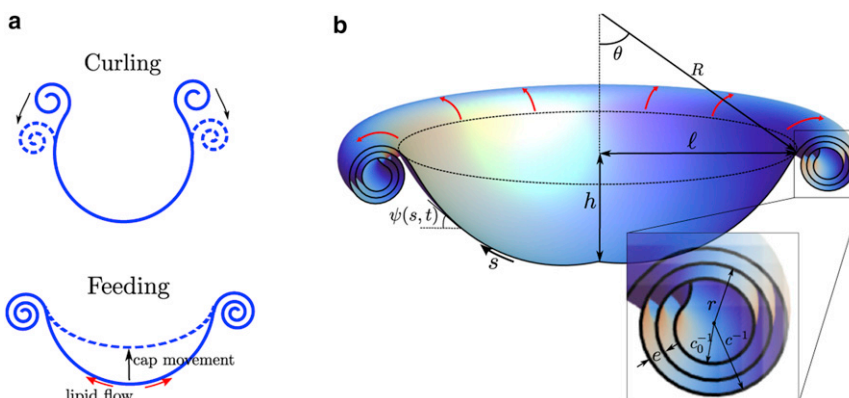 a
Curling
Feeding
cap movement
lipid flow
b
θ
R
ℓ
h
ψ(s, t)
s
r
c₀⁻¹
c⁻¹
e